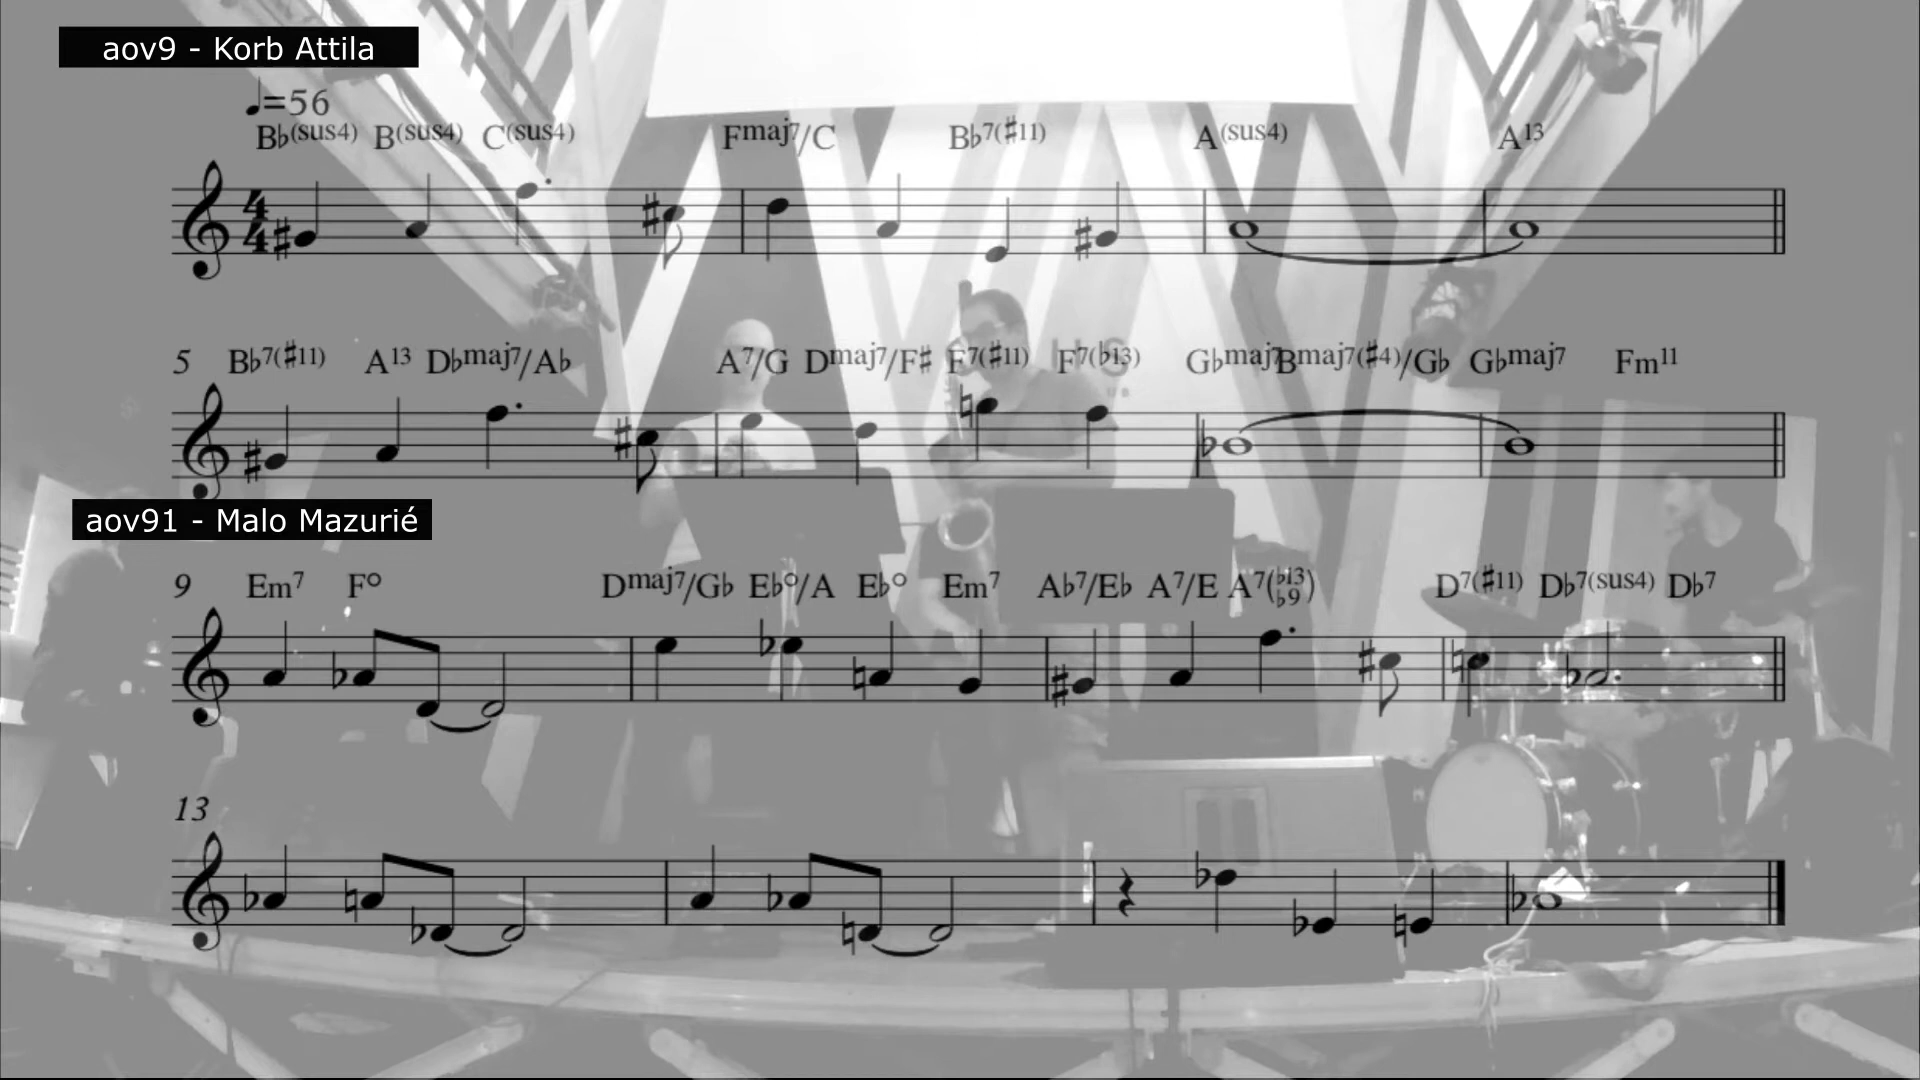 aov9 - Korb Attila
♩=56
B♭(sus4) B(sus4) C(sus4) Fmaj7/C B♭7(♯11) A(sus4) A13
4
4
5 B♭7(♯11) A13 D♭maj7/A♭ A7/G Dmaj7/F♯ E7(♯11) F7(♭13) G♭maj7 Bmaj7(♯4)/G♭ G♭maj7 Fm11
aov91 - Malo Mazurié
9 Em7 F° Dmaj7/G♭ E♭°/A E♭° Em7 A♭7/E♭ A7/E A7(♭13 ♭9) D7(♯11) D♭7(sus4) D♭7
13